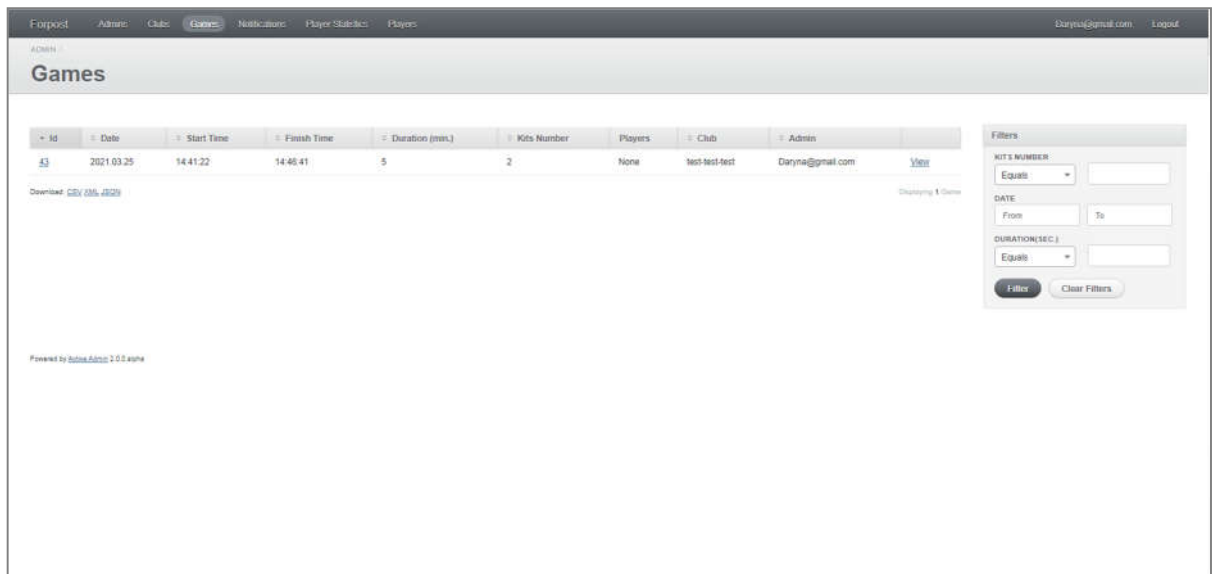 Forpost Admins Clubs Games Notifications Player Statistics Players Daryna@gmail.com Logout
ADMIN /
Games
Id Date Start Time Finish Time Duration (min.) Kits Number Players Club Admin
43 2021.03.25 14:41:22 14:46:41 5 2 None test-test-test Daryna@gmail.com View
Download: CSV XML JSON Displaying 1 Game
Filters
KITS NUMBER
Equals
DATE
From To
DURATION(SEC.)
Equals
Filter Clear Filters
Powered by Active Admin 2.0.0.alpha